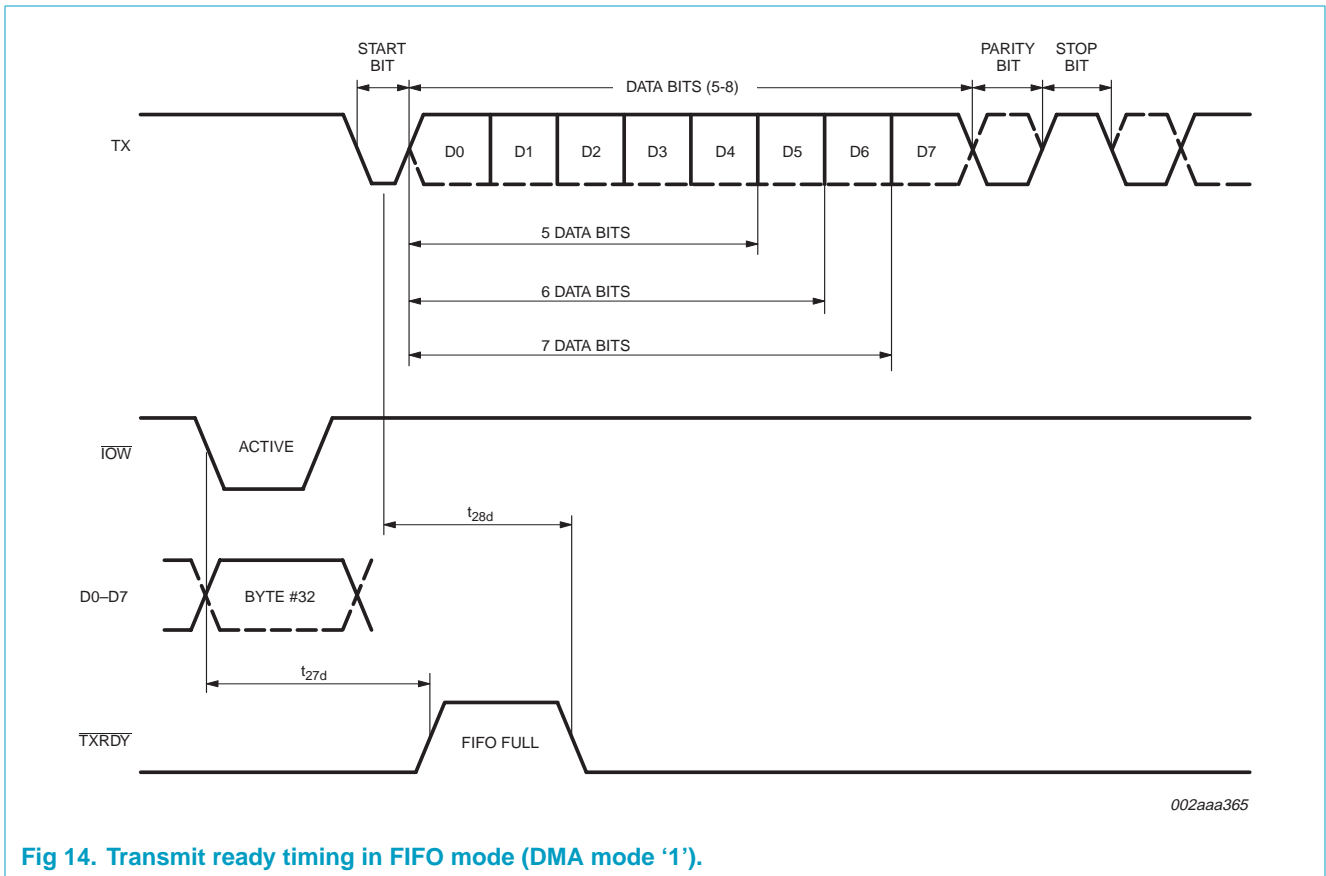 START
BIT
PARITY
BIT
STOP
BIT
DATA BITS (5-8)
TX
D0 D1 D2 D3 D4 D5 D6 D7
5 DATA BITS
6 DATA BITS
7 DATA BITS
IOW
ACTIVE
t28d
D0–D7
BYTE #32
t27d
TXRDY
FIFO FULL
002aaa365
Fig 14. Transmit ready timing in FIFO mode (DMA mode ‘1’).